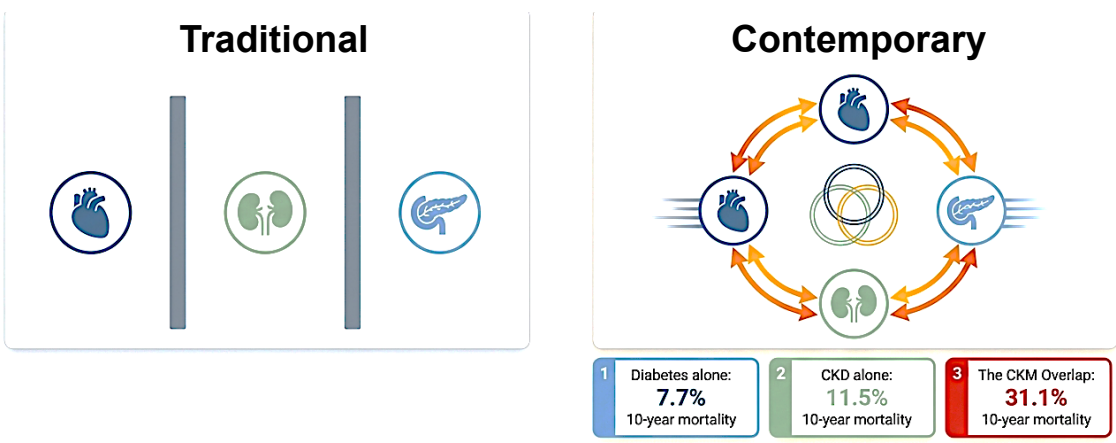 Traditional
Contemporary
1
Diabetes alone:
7.7%
10-year mortality
2
CKD alone:
11.5%
10-year mortality
3
The CKM Overlap:
31.1%
10-year mortality